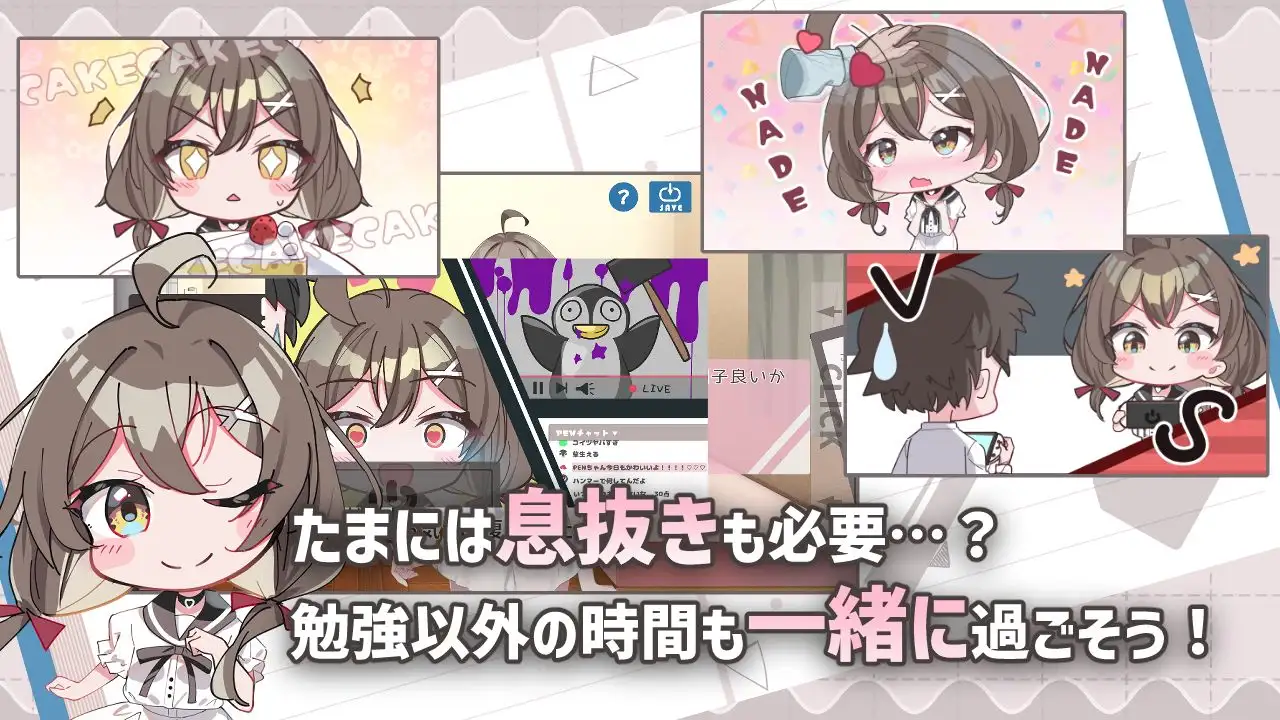 CAKECAKEC
CAKECAKECAK
NADE
NADE
?
SAVE
LIVE
子良いか
CLICK
VS
PENチャット▼
コイツヤバすぎ
草生える
PENちゃん今日もかわいいよ！！！！♡♡♡
ハンマーで何してんだよ
たまには息抜きも必要…？
勉強以外の時間も一緒に過ごそう！